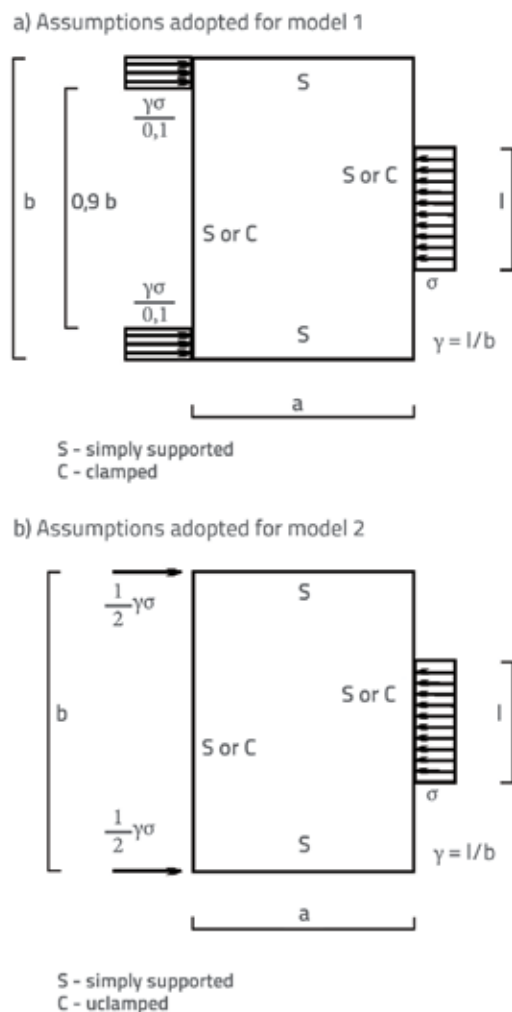 a) Assumptions adopted for model 1
S
γσ
0,1
S or C
b
0,9 b
l
S or C
γσ
0,1
σ
S
γ = l/b
a
S - simply supported
C - clamped
b) Assumptions adopted for model 2
1
2
γσ
S
S or C
b
l
S or C
σ
1
2
γσ
S
γ = l/b
a
S - simply supported
C - uclamped